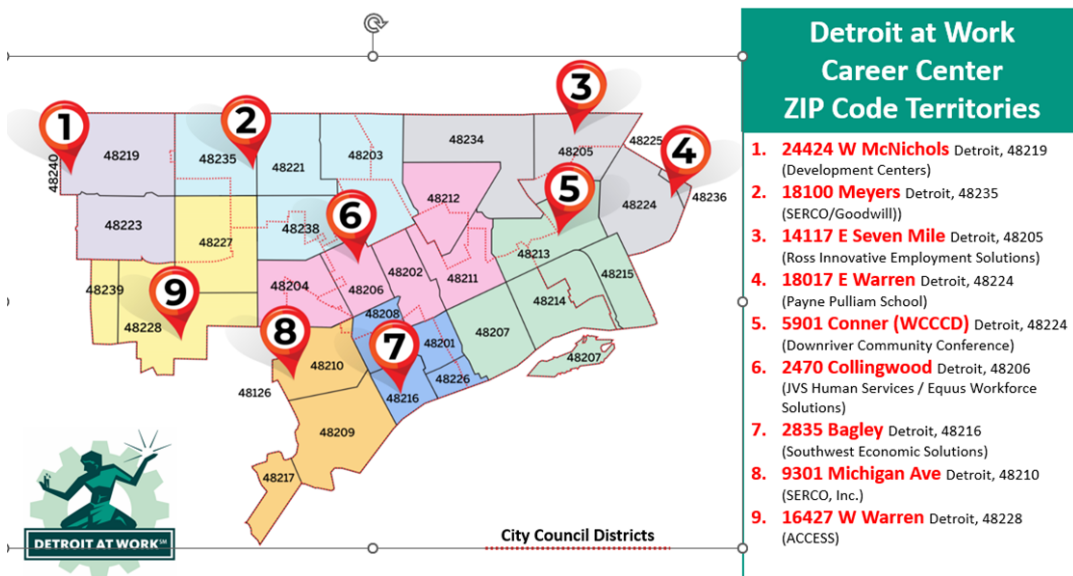 Detroit at Work
Career Center
ZIP Code Territories
1. 24424 W McNichols Detroit, 48219
(Development Centers)
2. 18100 Meyers Detroit, 48235
(SERCO/Goodwill))
3. 14117 E Seven Mile Detroit, 48205
(Ross Innovative Employment Solutions)
4. 18017 E Warren Detroit, 48224
(Payne Pulliam School)
5. 5901 Conner (WCCCD) Detroit, 48224
(Downriver Community Conference)
6. 2470 Collingwood Detroit, 48206
(JVS Human Services / Equus Workforce
Solutions)
7. 2835 Bagley Detroit, 48216
(Southwest Economic Solutions)
8. 9301 Michigan Ave Detroit, 48210
(SERCO, Inc.)
9. 16427 W Warren Detroit, 48228
(ACCESS)
1
2
3
4
5
6
7
8
9
48240
48219
48235
48221
48203
48234
48205
48225
48236
48224
48223
48227
48238
48212
48213
48215
48239
48228
48204
48206
48202
48211
48214
48208
48201
48207
48207
48210
48226
48216
48126
48209
48217
DETROIT AT WORK SM
City Council Districts